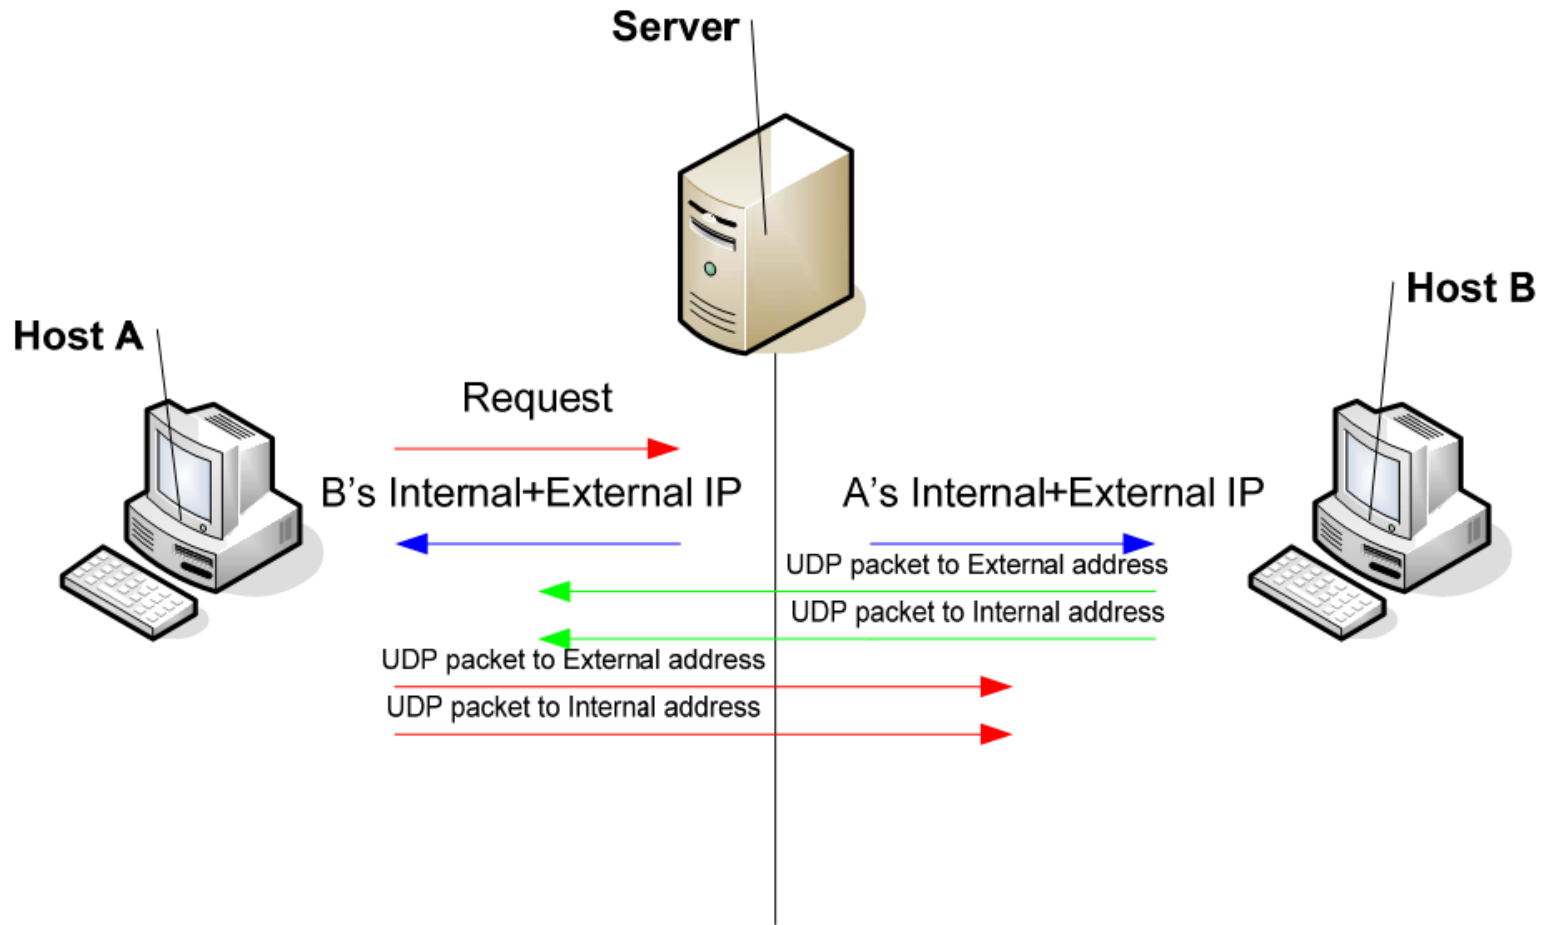 Server
Host B
Host A
Request
B's Internal+External IP
A's Internal+External IP
UDP packet to External address
UDP packet to Internal address
UDP packet to External address
UDP packet to Internal address